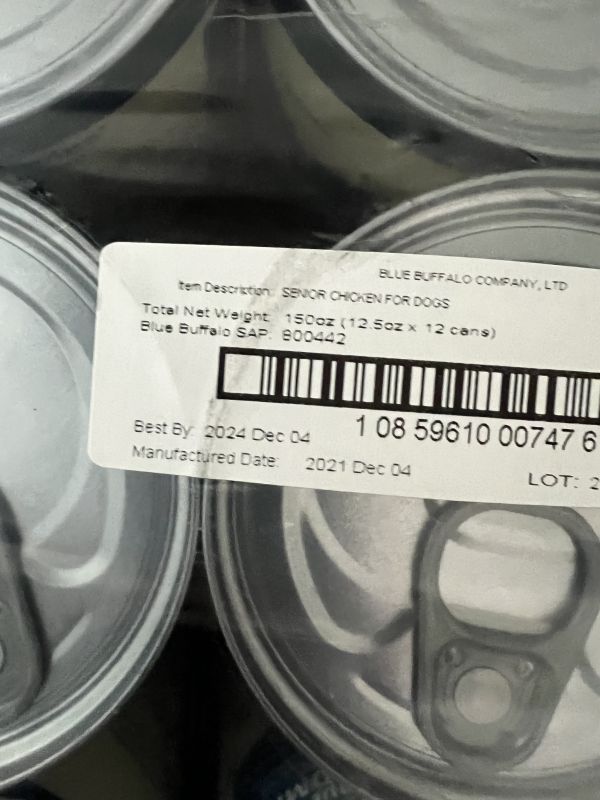 BLUE BUFFALO COMPANY, LTD
Item Description: SENIOR CHICKEN FOR DOGS
Total Net Weight: 150oz (12.5oz x 12 cans)
Blue Buffalo SAP: 800442
1 08 59610 00747 6
Best By: 2024 Dec 04
Manufactured Date: 2021 Dec 04
LOT: 2